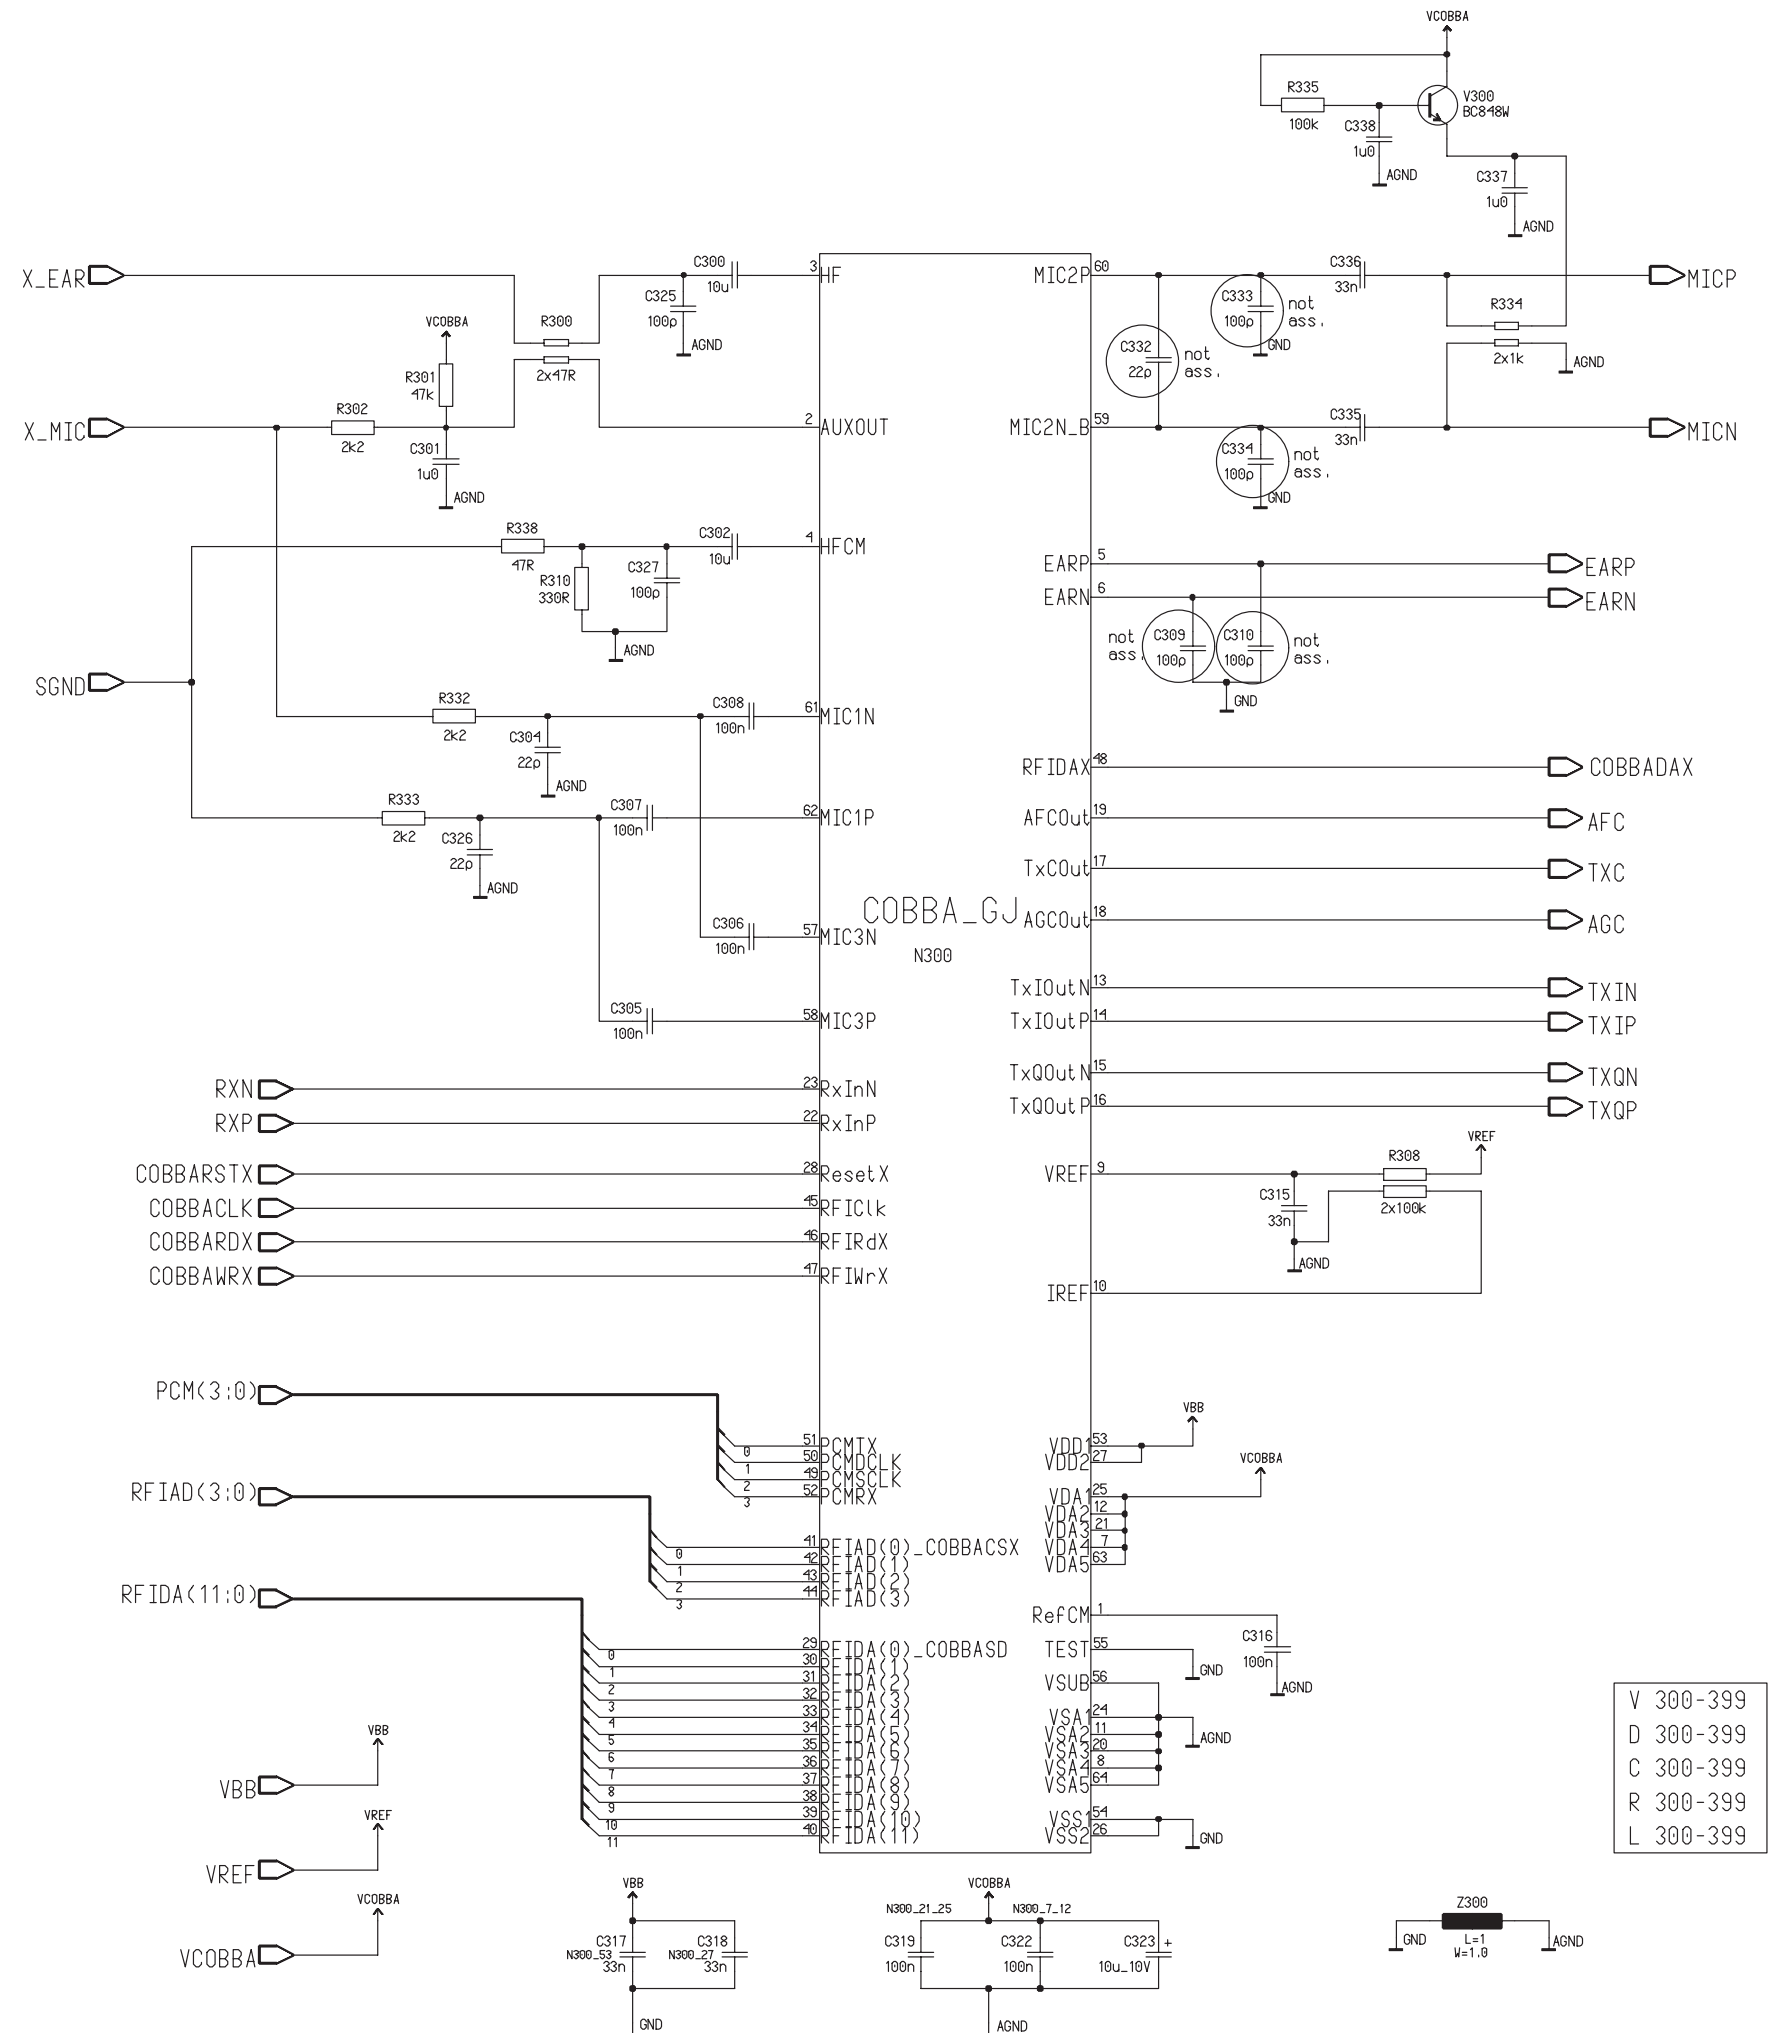 VCOBBA
R335
100k
V300
BC848W
C338
1u0
AGND
C337
1u0
AGND
X_EAR
C300
10u
3
HF
C325
100p
AGND
MIC2P
60
C336
33n
MICP
C333
100p
not
ass.
GND
R334
2x1k
AGND
VCOBBA
R300
2x47R
R301
47k
C332
22p
not
ass.
X_MIC
R302
2k2
2
AUXOUT
MIC2N_B
59
C335
33n
MICN
C301
1u0
AGND
C334
100p
not
ass.
GND
R338
47R
C302
10u
4
HFCM
R310
330R
C327
100p
AGND
EARP
5
EARP
EARN
6
EARN
not
ass.
C309
100p
C310
100p
not
ass.
GND
SGND
R332
2k2
C308
100n
61
MIC1N
C304
22p
AGND
RFIDAX
48
COBBADAX
R333
2k2
C307
100n
62
MIC1P
AFCOut
19
AFC
C326
22p
AGND
TxCOut
17
TXC
COBBA_GJ
N300
AGCOut
18
AGC
C306
100n
57
MIC3N
TxIOutN
13
TXIN
C305
100n
58
MIC3P
TxIOutP
14
TXIP
TxQOutN
15
TXQN
RXN
23
RxInN
TxQOutP
16
TXQP
RXP
22
RxInP
COBBARSTX
28
ResetX
VREF
9
R308
2x100k
VREF
C315
33n
AGND
COBBACLK
45
RFIClk
COBBARDX
46
RFIRdX
COBBAWRX
47
RFIWrX
IREF
10
PCM(3:0)
0
51
PCMTX
1
50
PCMDCLK
2
49
PCMSCLK
3
52
PCMRX
VBB
VDD1
53
VDD2
27
VCOBBA
VDA1
25
VDA2
12
VDA3
21
VDA4
7
VDA5
63
RFIAD(3:0)
0
41
RFIAD(0)_COBBACSX
1
42
RFIAD(1)
2
43
RFIAD(2)
3
44
RFIAD(3)
RFIDA(11:0)
0
29
RFIDA(0)_COBBASD
1
30
RFIDA(1)
2
31
RFIDA(2)
3
32
RFIDA(3)
4
33
RFIDA(4)
5
34
RFIDA(5)
6
35
RFIDA(6)
7
36
RFIDA(7)
8
37
RFIDA(8)
9
38
RFIDA(9)
10
39
RFIDA(10)
11
40
RFIDA(11)
RefCM
1
C316
100n
AGND
TEST
55
GND
VSUB
56
VSA1
24
VSA2
11
VSA3
20
VSA4
8
VSA5
64
AGND
VSS1
54
VSS2
26
GND
V 300-399
D 300-399
C 300-399
R 300-399
L 300-399
VBB
VBB
VREF
VREF
VCOBBA
VCOBBA
VBB
C317
N300_53
33n
C318
N300_27
33n
GND
VCOBBA
N300_21_25
N300_7_12
C319
100n
C322
100n
C323
+
10u_10V
AGND
Z300
L=1
W=1.0
GND
AGND